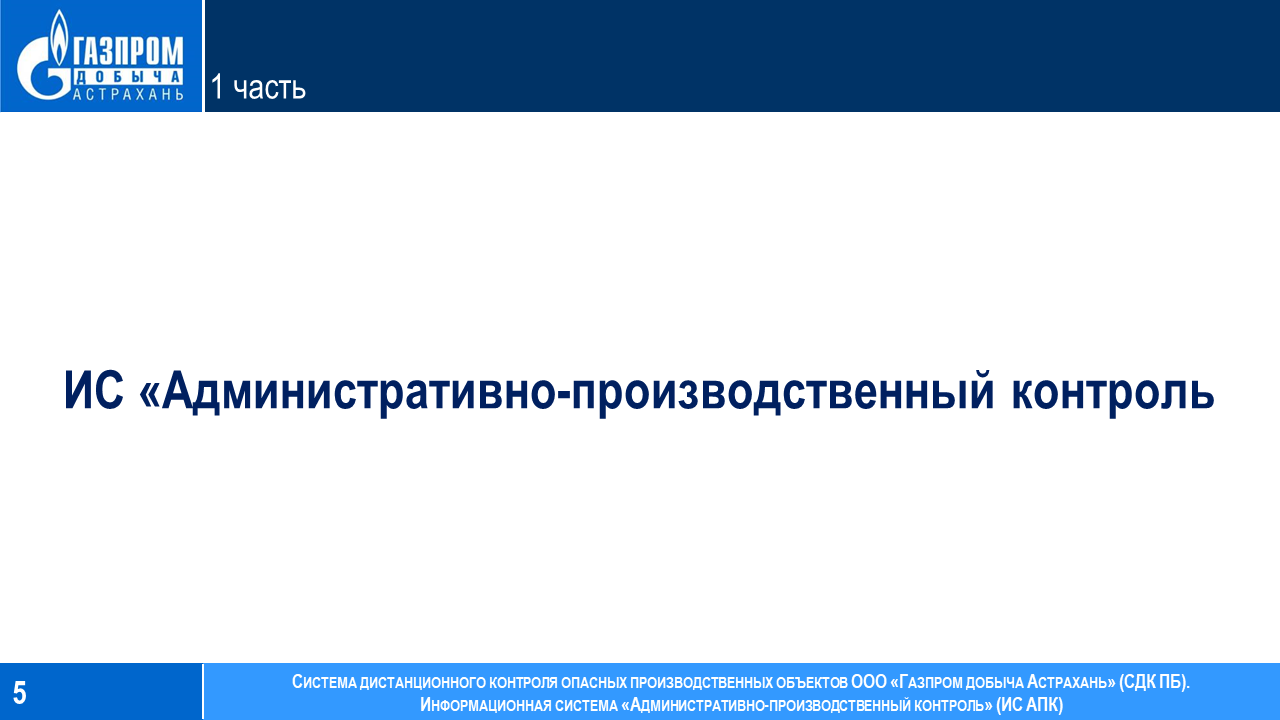 ГАЗПРОМ
ДОБЫЧА
АСТРАХАНЬ
1 часть
ИС «Административно-производственный контроль
5
СИСТЕМА ДИСТАНЦИОННОГО КОНТРОЛЯ ОПАСНЫХ ПРОИЗВОДСТВЕННЫХ ОБЪЕКТОВ ООО «ГАЗПРОМ ДОБЫЧА АСТРАХАНЬ» (СДК ПБ).
ИНФОРМАЦИОННАЯ СИСТЕМА «АДМИНИСТРАТИВНО-ПРОИЗВОДСТВЕННЫЙ КОНТРОЛЬ» (ИС АПК)